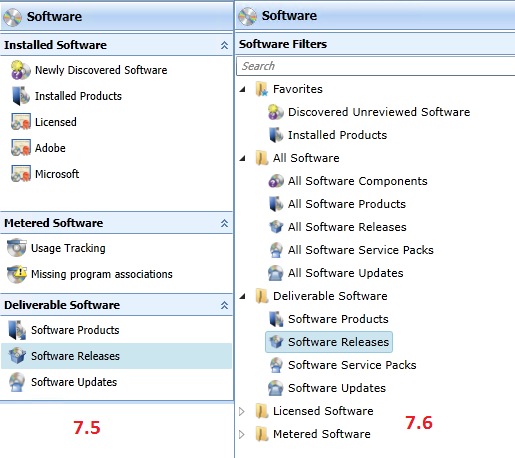 Software
Installed Software
Newly Discovered Software
Installed Products
Licensed
Adobe
Microsoft
Metered Software
Usage Tracking
Missing program associations
Deliverable Software
Software Products
Software Releases
Software Updates
7.5
Software
Software Filters
Search
Favorites
Discovered Unreviewed Software
Installed Products
All Software
All Software Components
All Software Products
All Software Releases
All Software Service Packs
All Software Updates
Deliverable Software
Software Products
Software Releases
Software Service Packs
Software Updates
Licensed Software
Metered Software
7.6